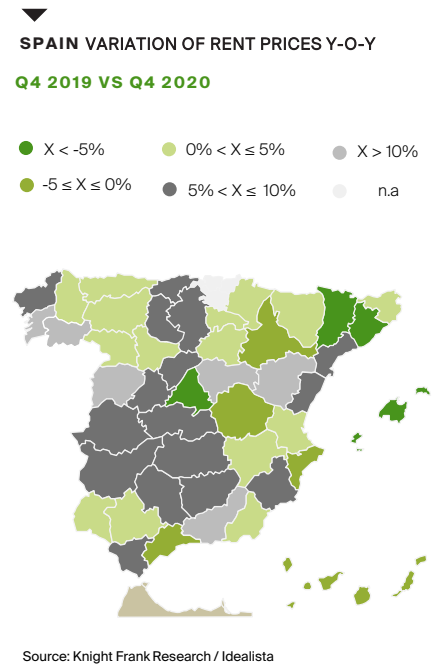 SPAIN VARIATION OF RENT PRICES Y-O-Y
Q4 2019 VS Q4 2020
X < -5%
0% < X ≤ 5%
X > 10%
-5 ≤ X ≤ 0%
5% < X ≤ 10%
n.a
Source: Knight Frank Research / Idealista